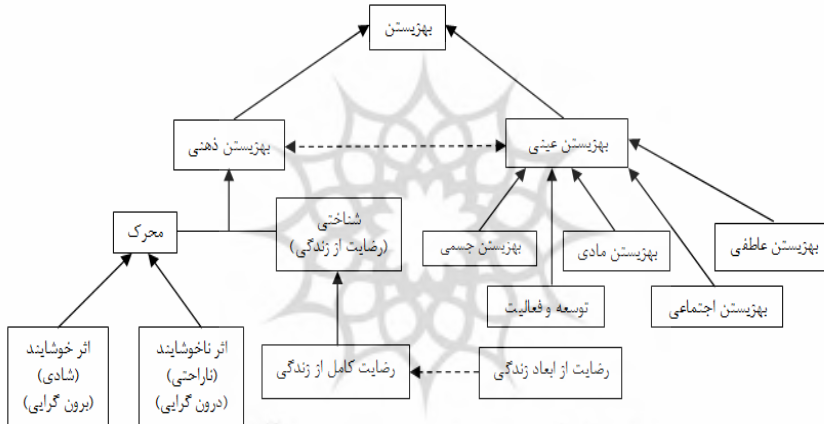 بهزیستن
بهزیستن عینی
بهزیستن ذهنی
شناختی
(رضایت از زندگی)
محرک
بهزیستن عاطفی
بهزیستن مادی
بهزیستن جسمی
بهزیستن اجتماعی
توسعه و فعالیت
رضایت از ابعاد زندگی
رضایت کامل از زندگی
اثر ناخوشایند
(ناراحتی)
(درون گرایی)
اثر خوشایند
(شادی)
(برون گرایی)